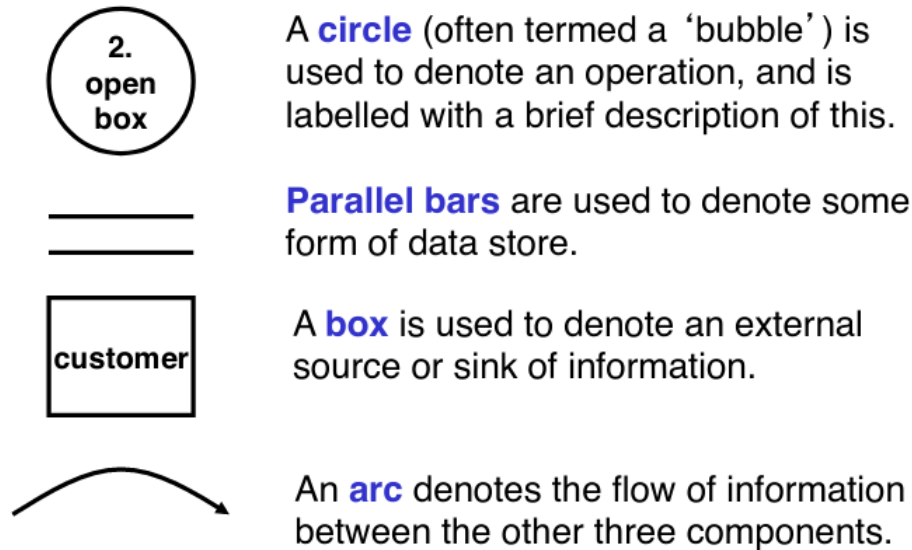 2.
open
box
A circle (often termed a ‘bubble’) is
used to denote an operation, and is
labelled with a brief description of this.
Parallel bars are used to denote some
form of data store.
customer
A box is used to denote an external
source or sink of information.
An arc denotes the flow of information
between the other three components.